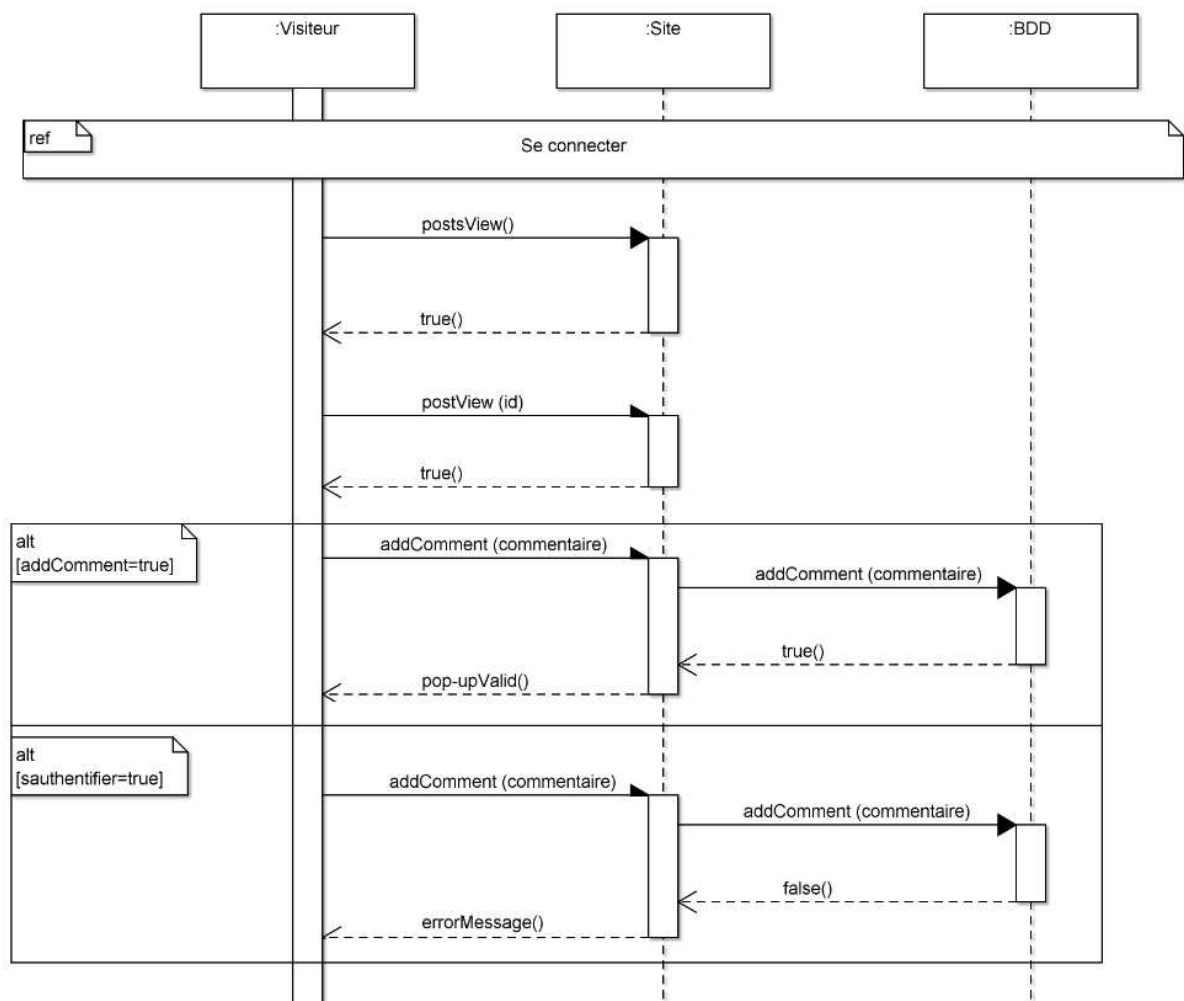 :Visiteur
:Site
:BDD
ref
Se connecter
postsView()
true()
postView (id)
true()
alt
[addComment=true]
addComment (commentaire)
addComment (commentaire)
true()
pop-upValid()
alt
[sauthentifier=true]
addComment (commentaire)
addComment (commentaire)
false()
errorMessage()